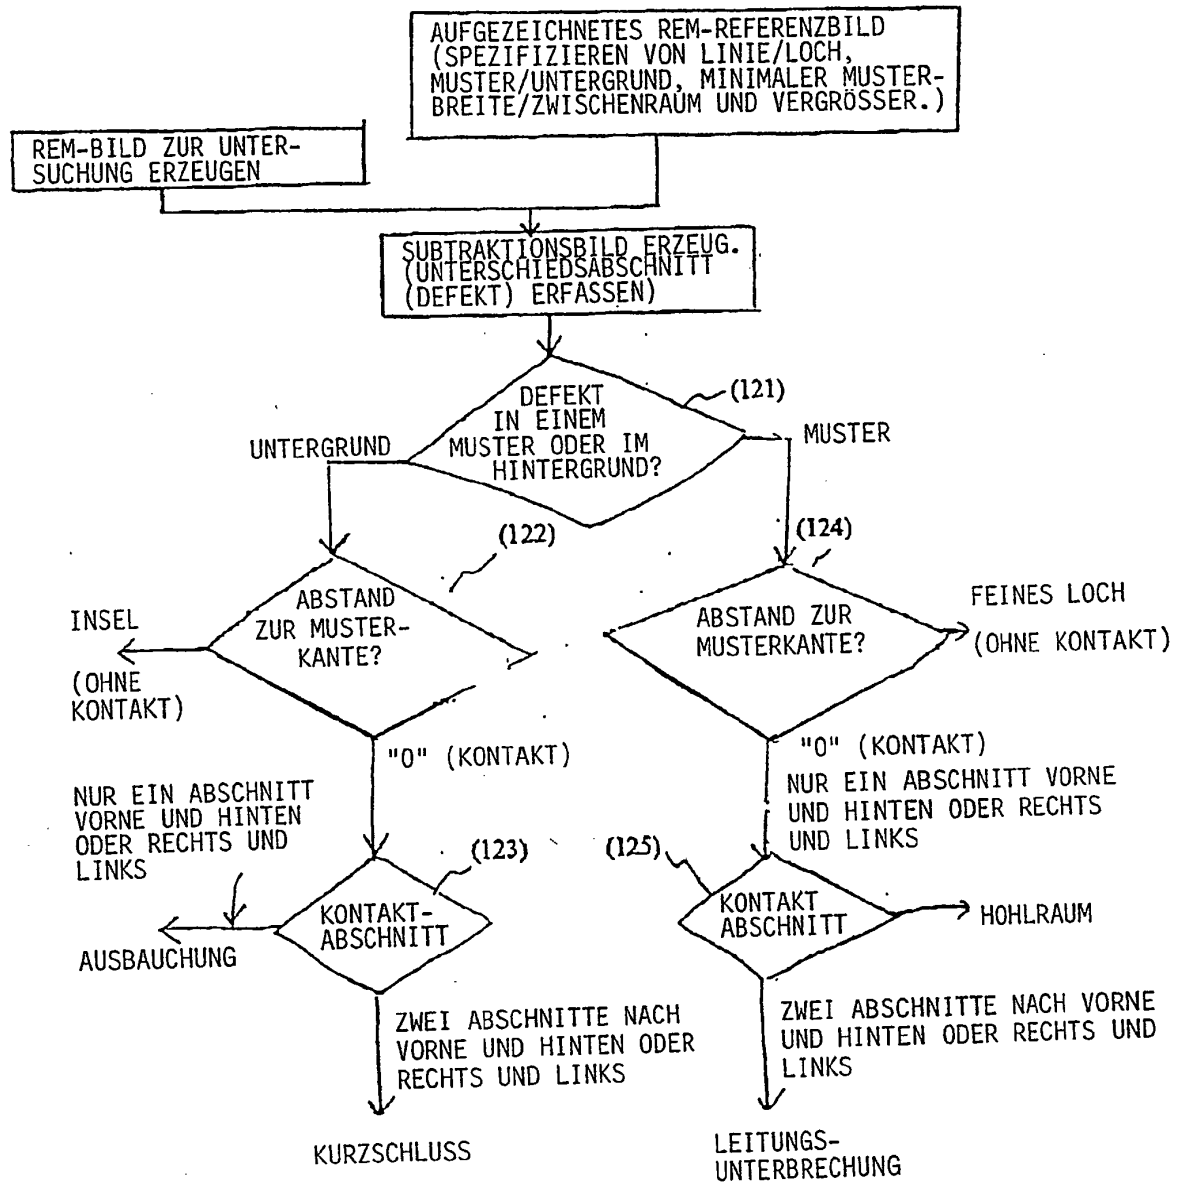 AUFGEZEICHNETES REM-REFERENZBILD
(SPEZIFIZIEREN VON LINIE/LOCH,
MUSTER/UNTERGRUND, MINIMALER MUSTER-
BREITE/ZWISCHENRAUM UND VERGRÖSSER.)
REM-BILD ZUR UNTER-
SUCHUNG ERZEUGEN
SUBTRAKTIONSBILD ERZEUG.
(UNTERSCHIEDSABSCHNITT
(DEFEKT) ERFASSEN)
(121)
DEFEKT
IN EINEM
MUSTER ODER IM
HINTERGRUND?
UNTERGRUND
MUSTER
(122)
(124)
ABSTAND
ZUR MUSTER-
KANTE?
INSEL
(OHNE
KONTAKT)
ABSTAND ZUR
MUSTERKANTE?
FEINES LOCH
(OHNE KONTAKT)
"0" (KONTAKT)
"0" (KONTAKT)
NUR EIN ABSCHNITT
VORNE UND HINTEN
ODER RECHTS UND
LINKS
NUR EIN ABSCHNITT VORNE
UND HINTEN ODER RECHTS
UND LINKS
(123)
(125)
KONTAKT-
ABSCHNITT
AUSBAUCHUNG
KONTAKT
ABSCHNITT
HOHLRAUM
ZWEI ABSCHNITTE NACH
VORNE UND HINTEN ODER
RECHTS UND LINKS
ZWEI ABSCHNITTE NACH VORNE
UND HINTEN ODER RECHTS UND
LINKS
KURZSCHLUSS
LEITUNGS-
UNTERBRECHUNG